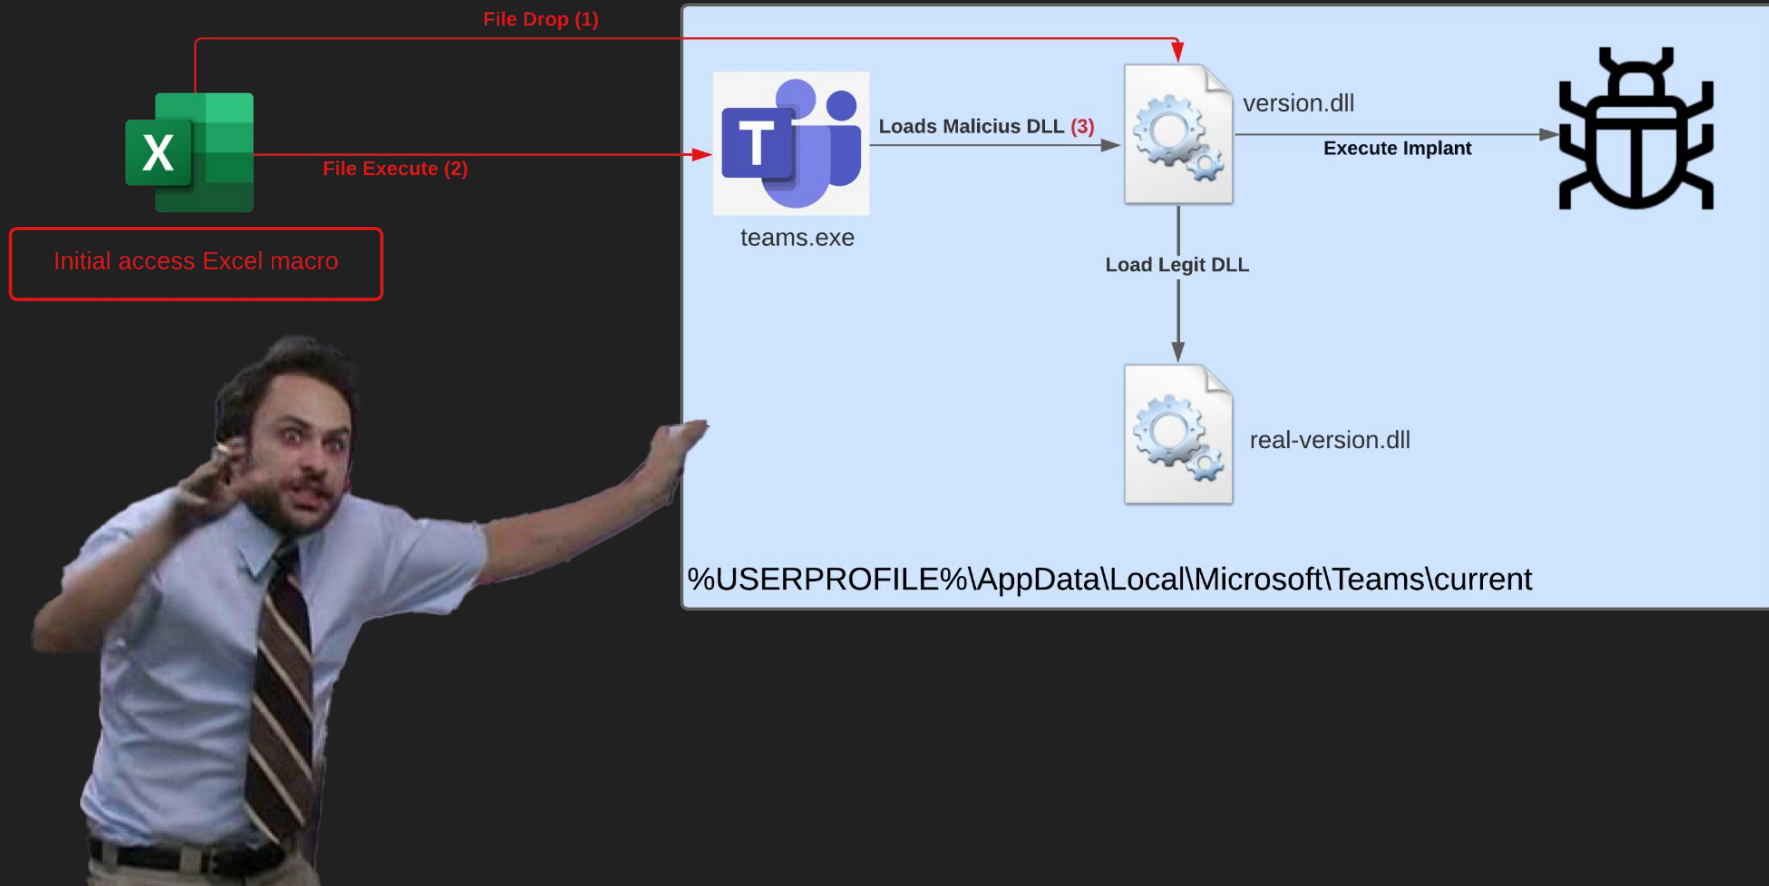 File Drop (1)
X
File Execute (2)
Initial access Excel macro
T
teams.exe
Loads Malicius DLL (3)
version.dll
Execute Implant
Load Legit DLL
real-version.dll
%USERPROFILE%\AppData\Local\Microsoft\Teams\current